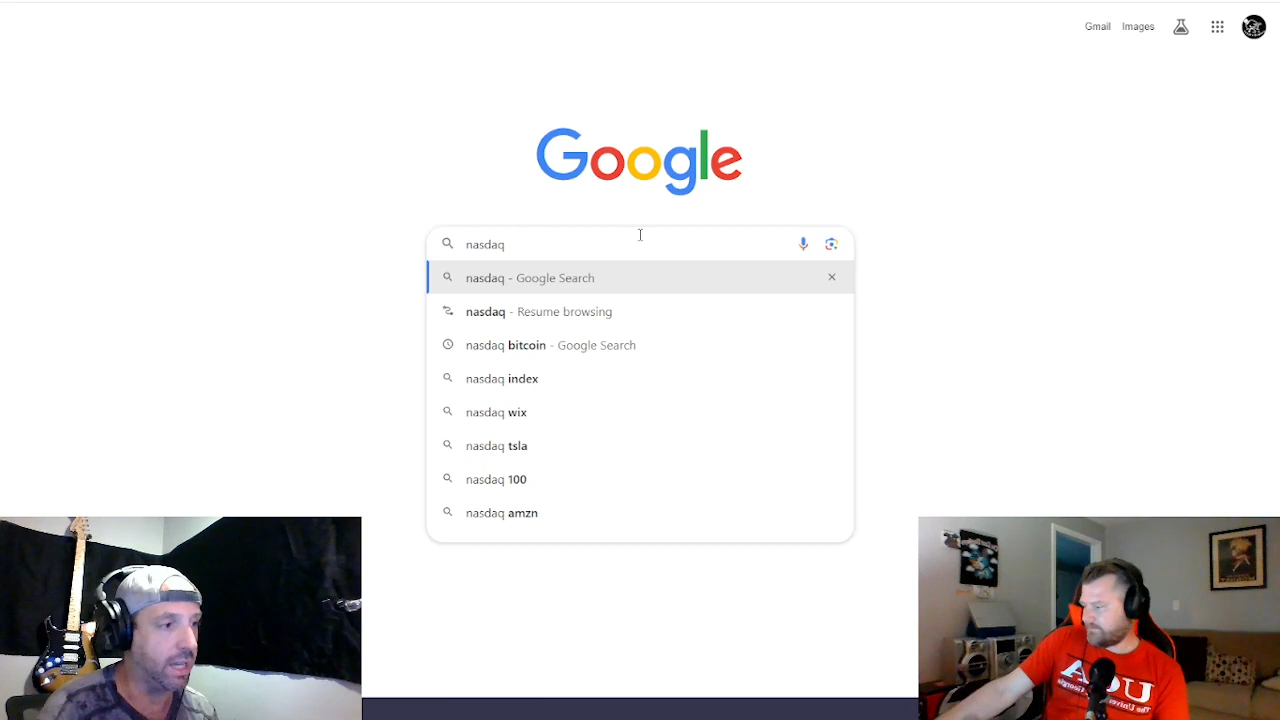 Gmail Images
Google
nasdaq
nasdaq - Google Search
nasdaq - Resume browsing
nasdaq bitcoin - Google Search
nasdaq index
nasdaq wix
nasdaq tsla
nasdaq 100
nasdaq amzn
ADU